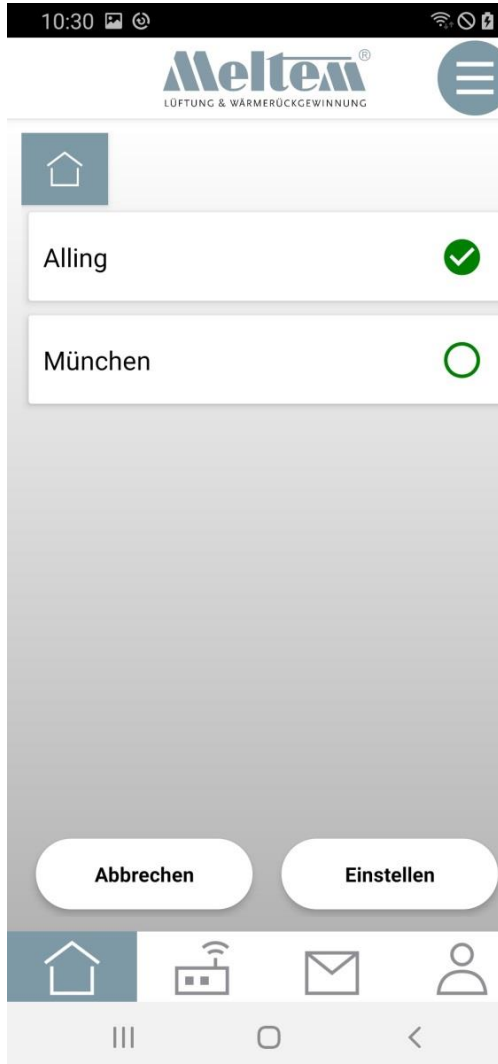 10:30
Meltem®
LÜFTUNG & WÄRMERÜCKGEWINNUNG
Alling
München
Abbrechen
Einstellen